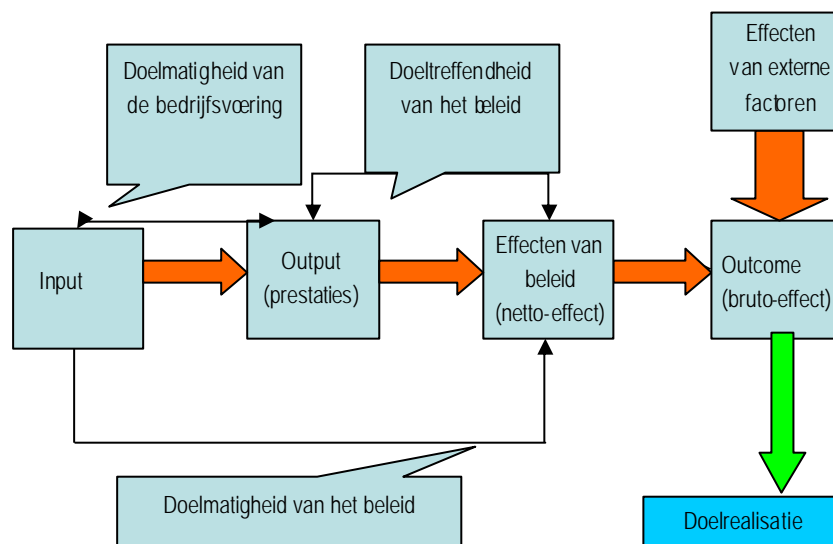 Doelmatigheid van
de bedrijfsvoering
Doeltreffendheid
van het beleid
Effecten
van externe
factoren
Input
Output
(prestaties)
Effecten van
beleid
(netto-effect)
Outcome
(bruto-effect)
Doelmatigheid van het beleid
Doelrealisatie